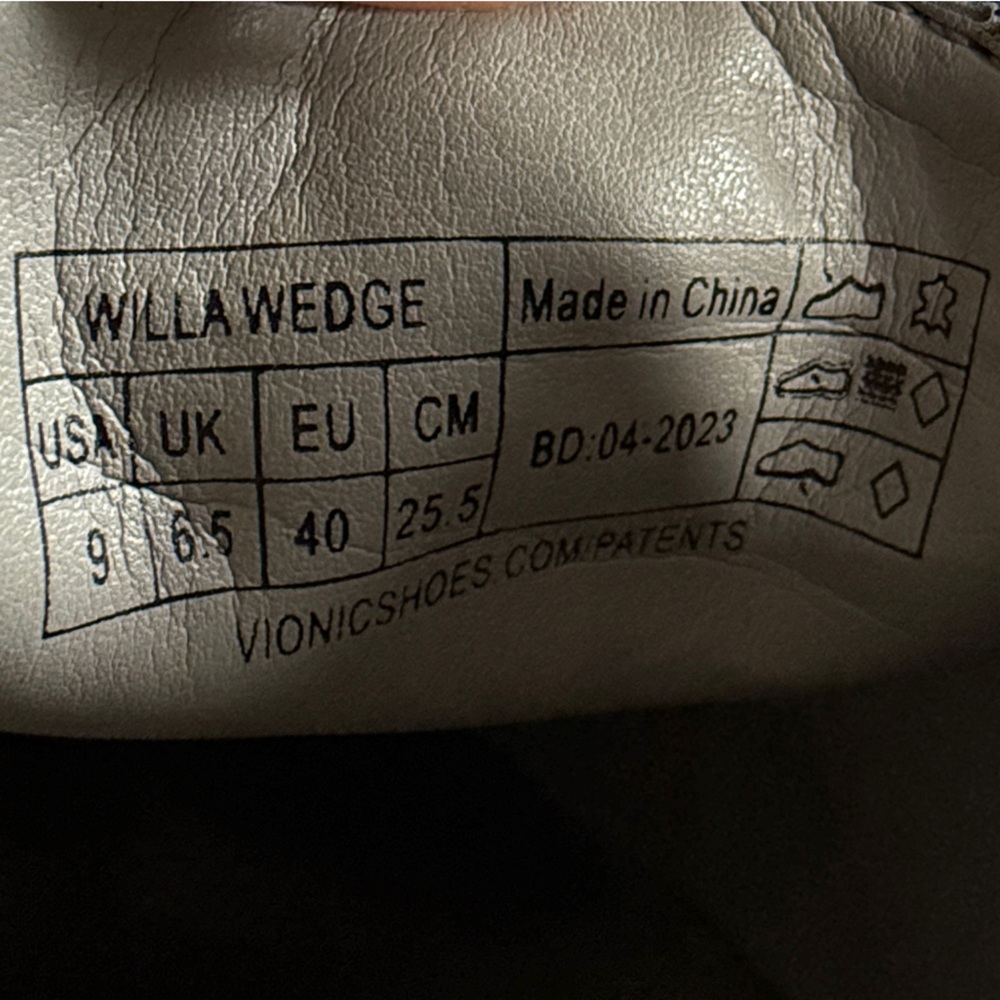 WILLA WEDGE Made in China
USA UK EU CM BD:04-2023
9 6.5 40 25.5
VIONICSHOES.COM/PATENTS